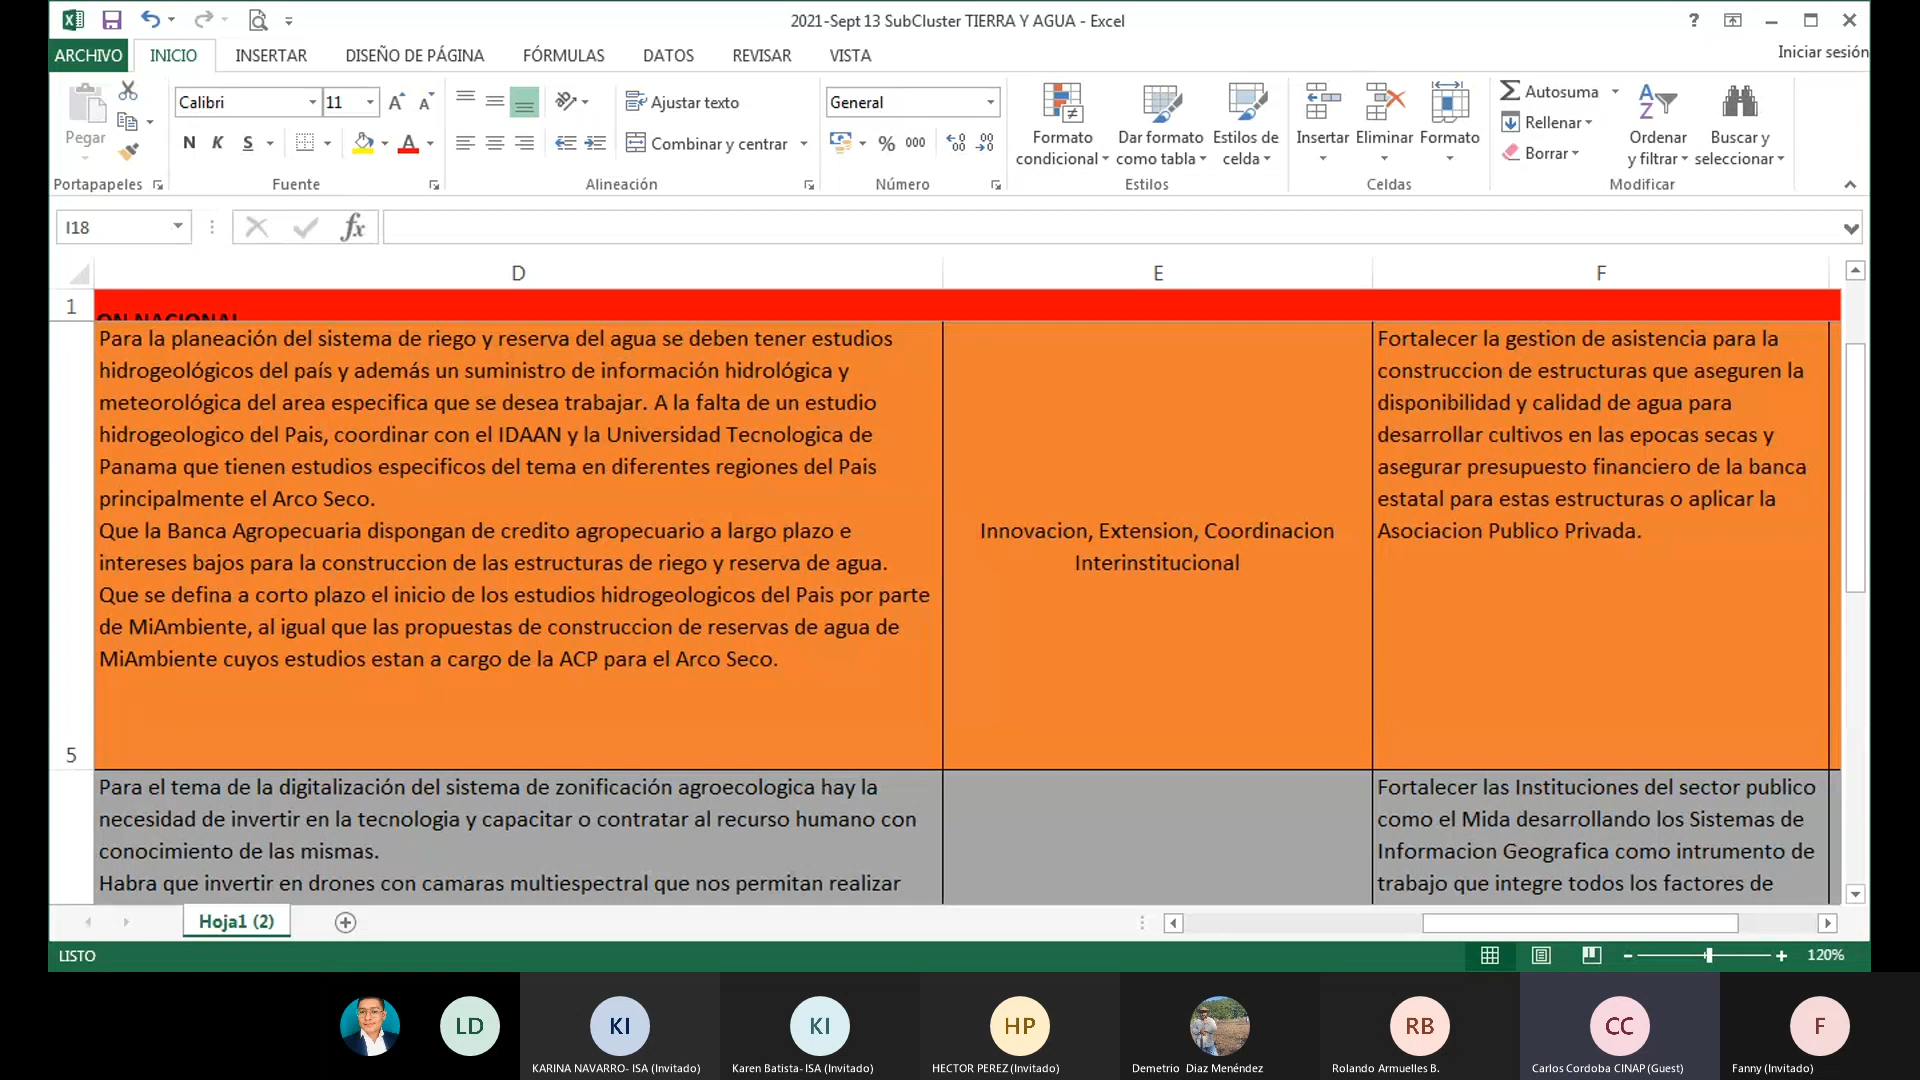 2021-Sept 13 SubCluster TIERRA Y AGUA - Excel
?
ARCHIVO INICIO INSERTAR DISEÑO DE PÁGINA FÓRMULAS DATOS REVISAR VISTA Iniciar sesión
Pegar
Portapapeles
Calibri 11
N K S
Fuente
Ajustar texto
Combinar y centrar
Alineación
General
% 000
Número
Formato condicional
Dar formato como tabla
Estilos de celda
Estilos
Insertar Eliminar Formato
Celdas
Autosuma
Rellenar
Borrar
Ordenar y filtrar
Buscar y seleccionar
Modificar
I18 fx
D E F
1
ON NACIONAL
Para la planeación del sistema de riego y reserva del agua se deben tener estudios
hidrogeológicos del país y además un suministro de información hidrológica y
meteorológica del area especifica que se desea trabajar. A la falta de un estudio
hidrogeologico del Pais, coordinar con el IDAAN y la Universidad Tecnologica de
Panama que tienen estudios especificos del tema en diferentes regiones del Pais
principalmente el Arco Seco.
Que la Banca Agropecuaria dispongan de credito agropecuario a largo plazo e
intereses bajos para la construccion de las estructuras de riego y reserva de agua.
Que se defina a corto plazo el inicio de los estudios hidrogeologicos del Pais por parte
de MiAmbiente, al igual que las propuestas de construccion de reservas de agua de
MiAmbiente cuyos estudios estan a cargo de la ACP para el Arco Seco.
Innovacion, Extension, Coordinacion
Interinstitucional
Fortalecer la gestion de asistencia para la
construccion de estructuras que aseguren la
disponibilidad y calidad de agua para
desarrollar cultivos en las epocas secas y
asegurar presupuesto financiero de la banca
estatal para estas estructuras o aplicar la
Asociacion Publico Privada.
5
Para el tema de la digitalización del sistema de zonificación agroecologica hay la
necesidad de invertir en la tecnologia y capacitar o contratar al recurso humano con
conocimiento de las mismas.
Habra que invertir en drones con camaras multiespectral que nos permitan realizar
Fortalecer las Instituciones del sector publico
como el Mida desarrollando los Sistemas de
Informacion Geografica como intrumento de
trabajo que integre todos los factores de
Hoja1 (2)
LISTO
120%
LD
KI
KARINA NAVARRO- ISA (Invitado)
KI
Karen Batista- ISA (Invitado)
HP
HECTOR PEREZ (Invitado)
Demetrio Diaz Menéndez
RB
Rolando Armuelles B.
CC
Carlos Cordoba CINAP (Guest)
F
Fanny (Invitado)